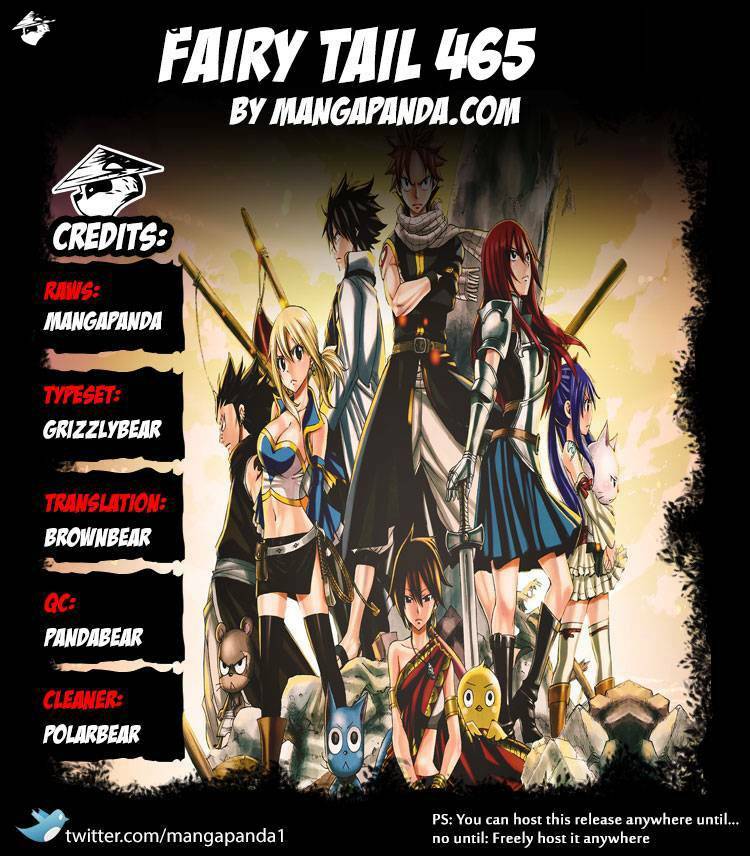 FAIRY TAIL 465
BY MANGAPANDA.COM
CREDITS:
RAWS:
MANGAPANDA
TYPESET:
GRIZZLYBEAR
TRANSLATION:
BROWNBEAR
QC:
PANDABEAR
CLEANER:
POLARBEAR
twitter.com/mangapanda1
PS: You can host this release anywhere until...
no until: Freely host it anywhere